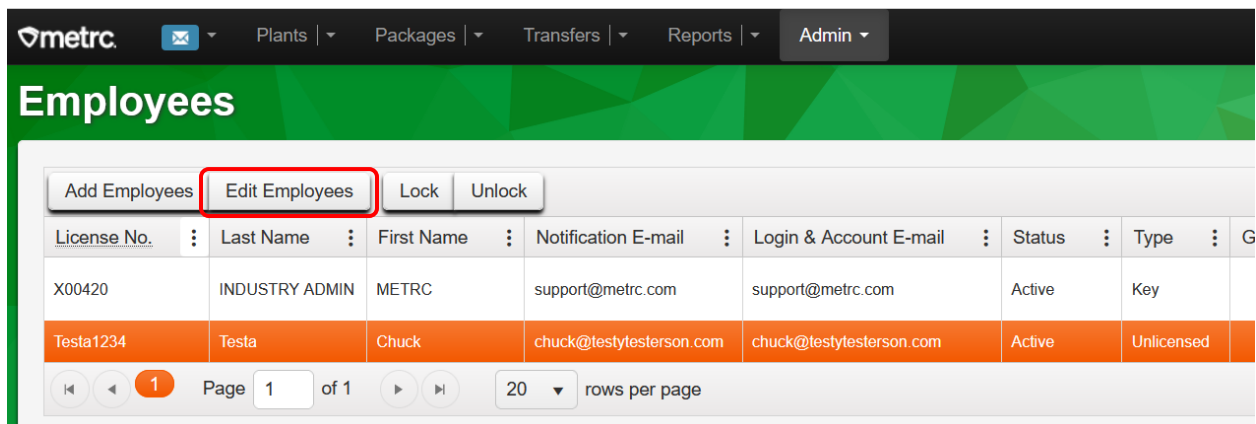 metrc. Plants Packages Transfers Reports Admin
Employees
Add Employees Edit Employees Lock Unlock
License No. Last Name First Name Notification E-mail Login & Account E-mail Status Type G
X00420 INDUSTRY ADMIN METRC support@metrc.com support@metrc.com Active Key
Testa1234 Testa Chuck chuck@testytesterson.com chuck@testytesterson.com Active Unlicensed
1 Page 1 of 1 20 rows per page